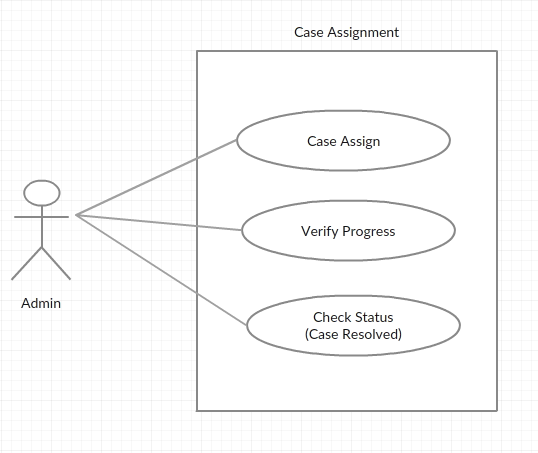 Case Assignment
Case Assign
Verify Progress
Check Status
(Case Resolved)
Admin